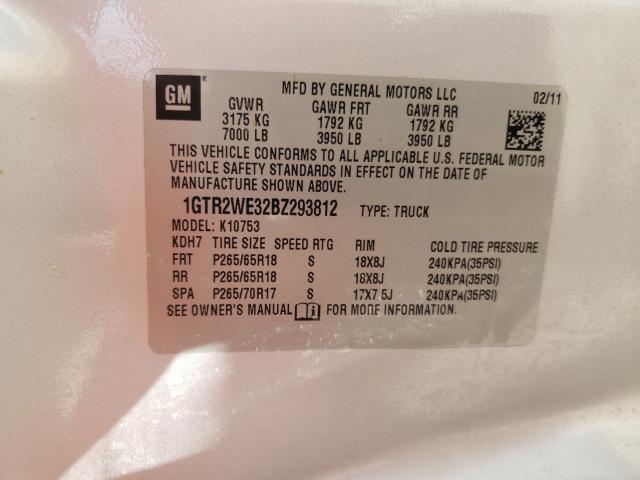 GM ® MFD BY GENERAL MOTORS LLC 02/11
GVWR GAWR FRT GAWR RR
3175 KG 1792 KG 1792 KG
7000 LB 3950 LB 3950 LB
THIS VEHICLE CONFORMS TO ALL APPLICABLE U.S. FEDERAL MOTOR
VEHICLE SAFETY STANDARDS IN EFFECT ON THE DATE OF
MANUFACTURE SHOWN ABOVE.
1GTR2WE32BZ293812 TYPE: TRUCK
MODEL: K10753
KDH7 TIRE SIZE SPEED RTG RIM COLD TIRE PRESSURE
FRT P265/65R18 S 18X8J 240KPA(35PSI)
RR P265/65R18 S 18X8J 240KPA(35PSI)
SPA P265/70R17 S 17X7.5J 240KPA(35PSI)
SEE OWNER'S MANUAL FOR MORE INFORMATION.